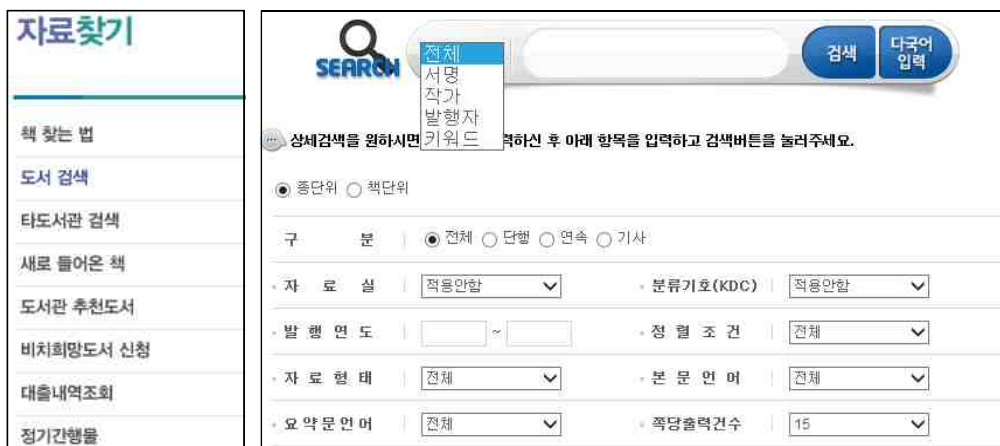 자료찾기
책 찾는 법
도서 검색
타도서관 검색
새로 들어온 책
도서관 추천도서
비치희망도서 신청
대출내역조회
정기간행물
SEARCH
전체
서명
작가
발행자
키워드
검색
다국어
입력
상세검색을 원하시면 력하신 후 아래 항목을 입력하고 검색버튼을 눌러주세요.
종단위 책단위
구 분 전체 단행 연속 기사
자 료 실 적용안함 분류기호(KDC) 적용안함
발 행 연 도 ~ 정 렬 조 건 전체
자 료 형 태 전체 본 문 언 어 전체
요 약 문 언 어 전체 쪽당출력건수 15